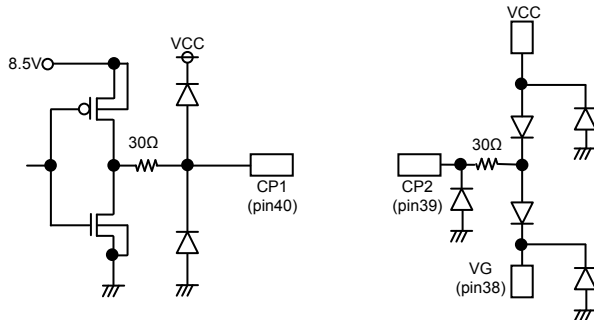 VCC
8.5V
30Ω
CP1
(pin40)
VCC
30Ω
CP2
(pin39)
VG
(pin38)